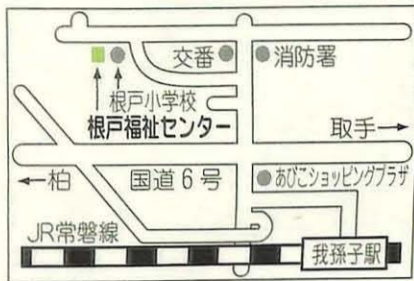 交番
消防署
根戸小学校
根戸福祉センター
取手→
←柏
国道6号
あびこショッピングプラザ
JR常磐線
我孫子駅